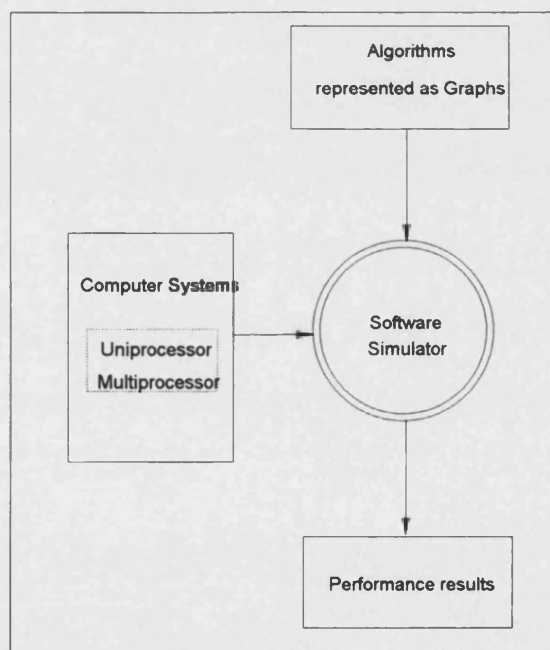 Algorithms
represented as Graphs
Computer Systems
Uniprocessor
Multiprocessor
Software
Simulator
Performance results